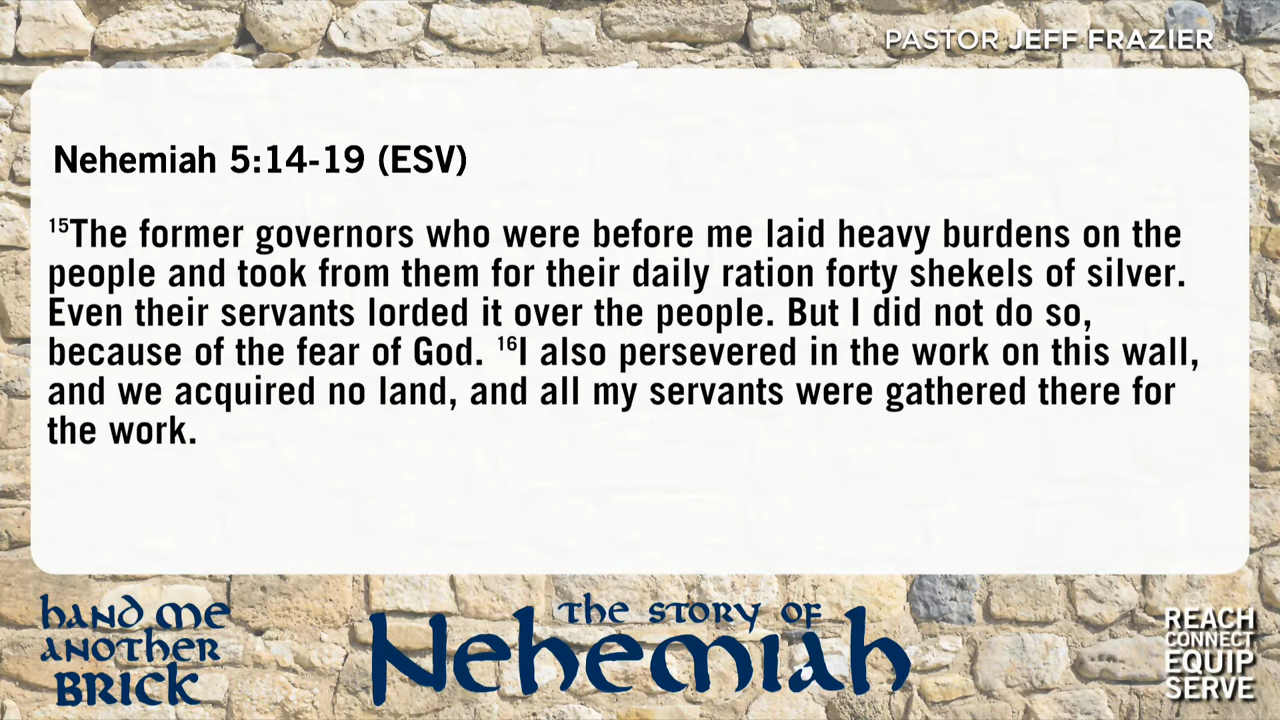 PASTOR JEFF FRAZIER
Nehemiah 5:14-19 (ESV)
¹⁵The former governors who were before me laid heavy burdens on the
people and took from them for their daily ration forty shekels of silver.
Even their servants lorded it over the people. But I did not do so,
because of the fear of God. ¹⁶I also persevered in the work on this wall,
and we acquired no land, and all my servants were gathered there for
the work.
hand me
another
brick
the story of
Nehemiah
REACH
CONNECT
EQUIP
SERVE